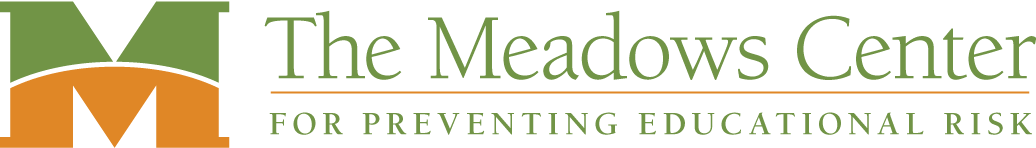 M
The Meadows Center
FOR PREVENTING EDUCATIONAL RISK